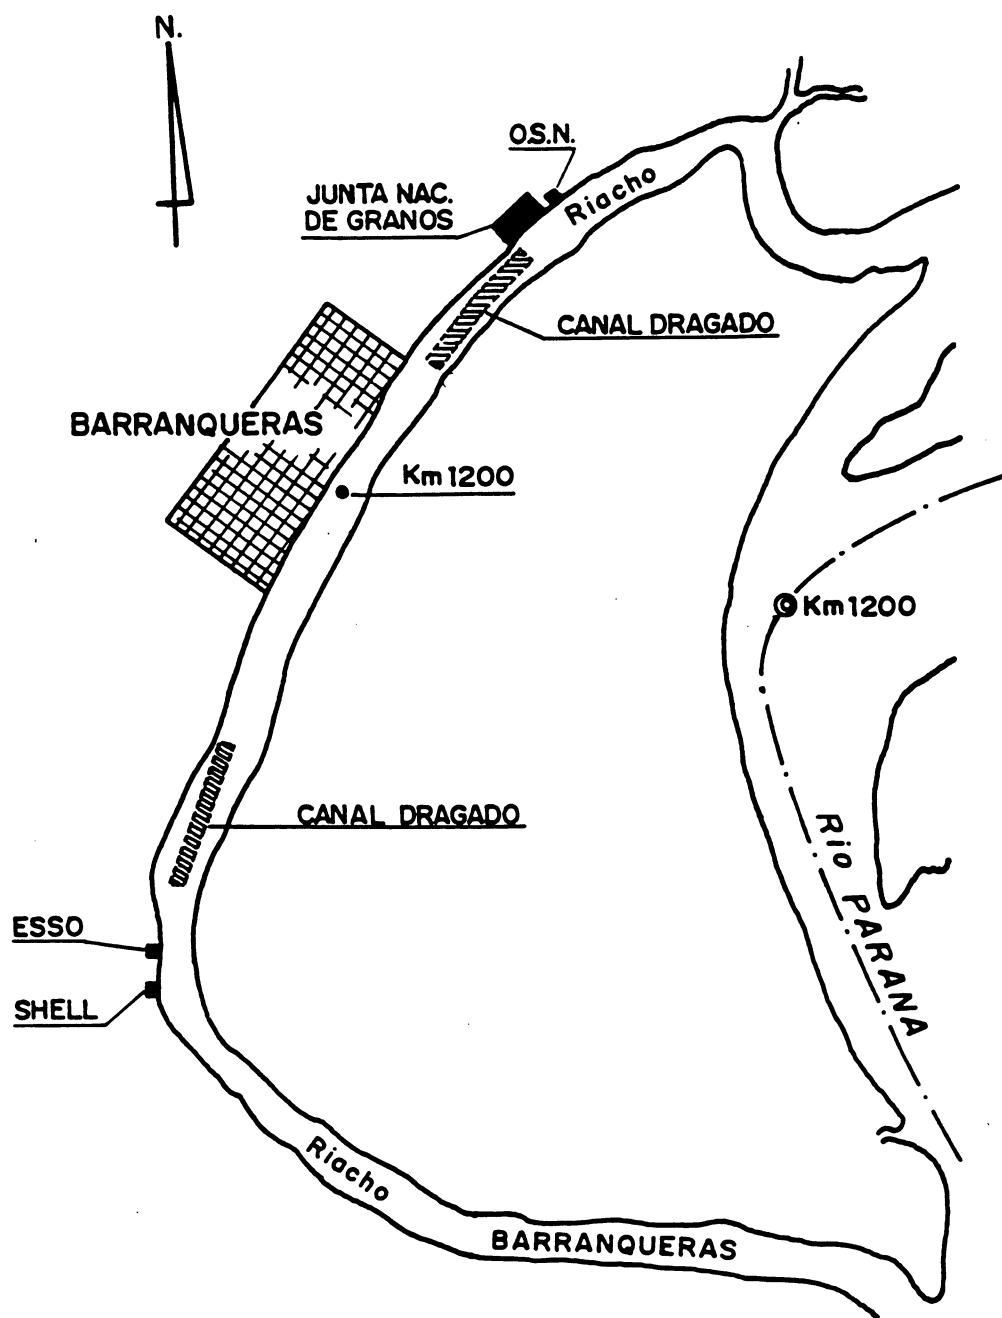 N.
O.S.N.
JUNTA NAC.
DE GRANOS
Riacho
CANAL DRAGADO
BARRANQUERAS
Km 1200
Km 1200
CANAL DRAGADO
RIO PARANA
ESSO
SHELL
Riacho
BARRANQUERAS